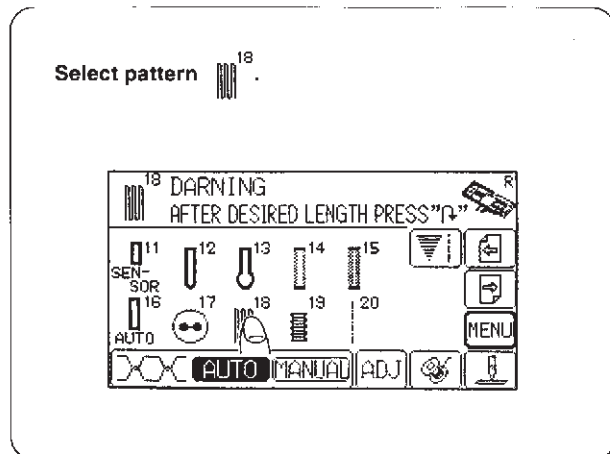 Select pattern 18.
18 DARNING R
AFTER DESIRED LENGTH PRESS"↶"
11 12 13 14 15
SEN-
SOR
16 17 18 19 20
AUTO
MENU
AUTO MANUAL ADJ